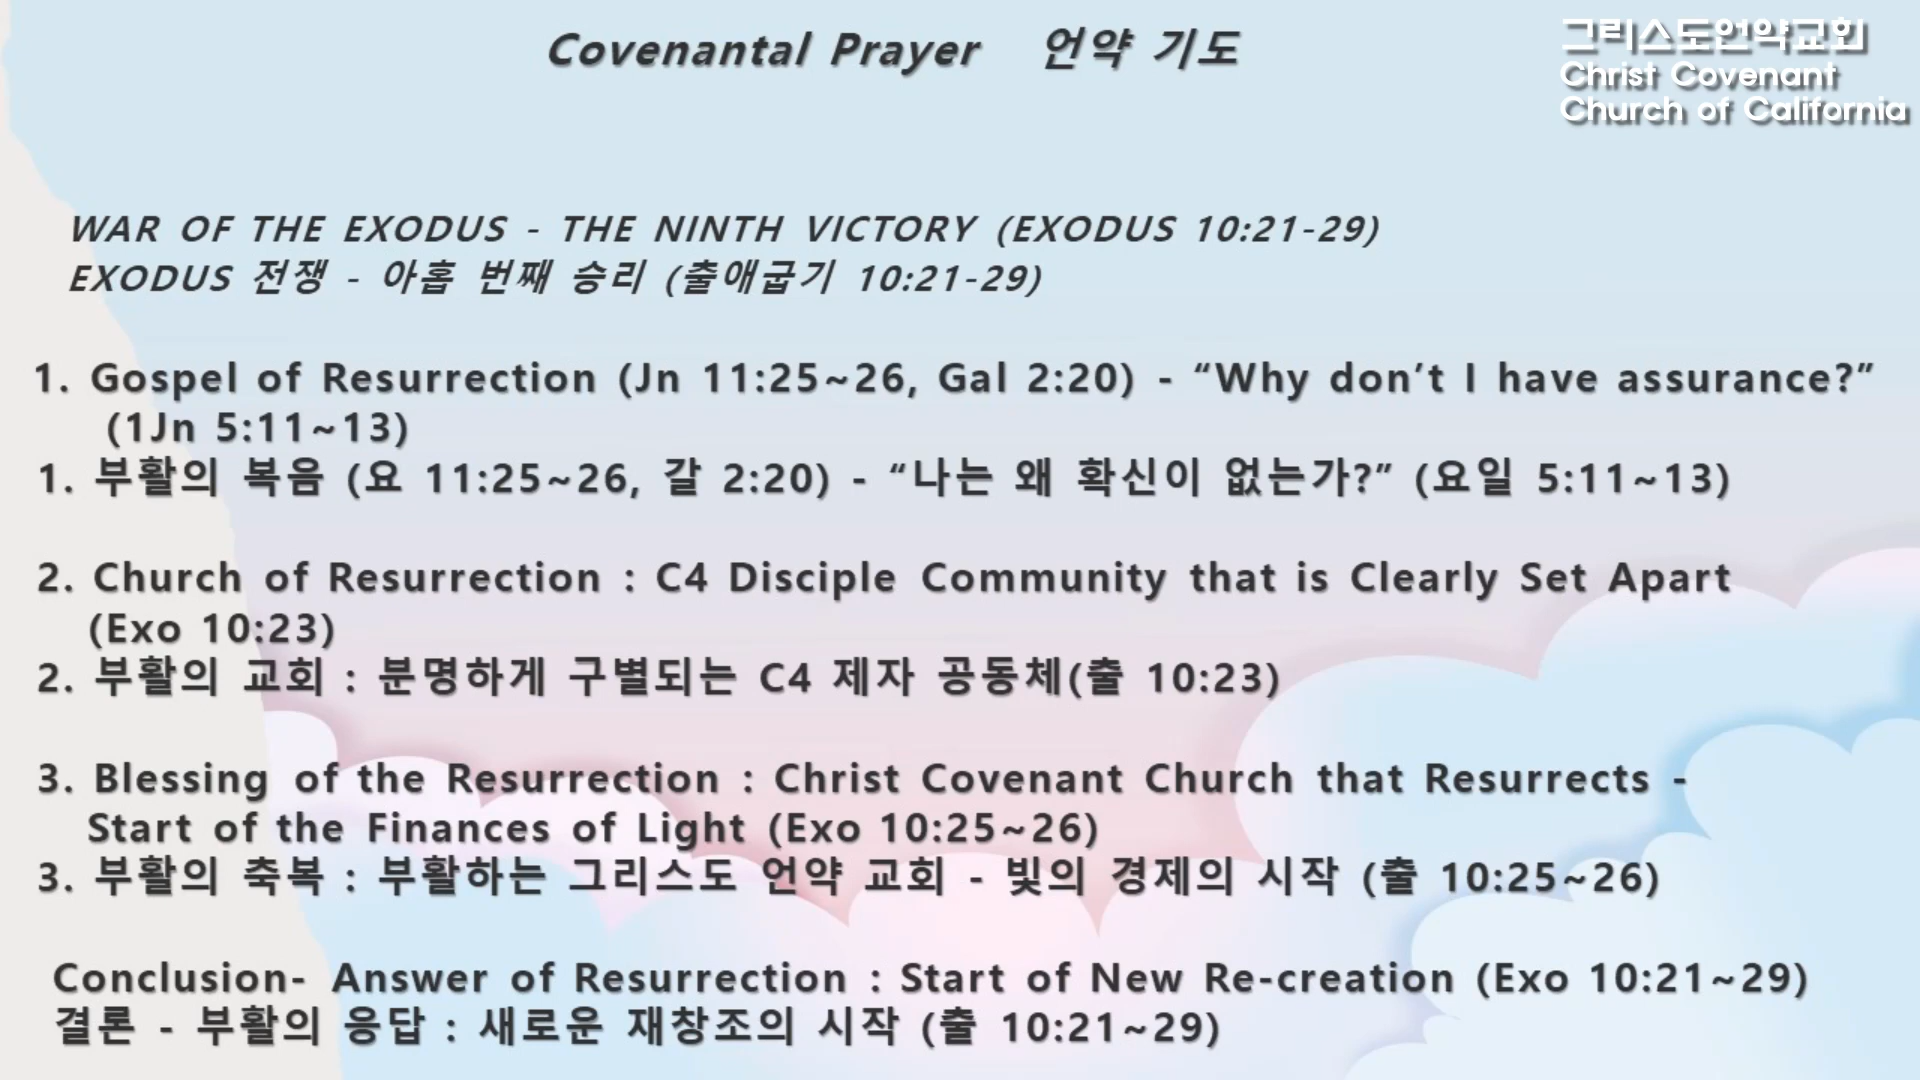 Covenantal Prayer 언약 기도
그리스도언약교회
Christ Covenant
Church of California
WAR OF THE EXODUS - THE NINTH VICTORY (EXODUS 10:21-29)
EXODUS 전쟁 - 아홉 번째 승리 (출애굽기 10:21-29)
1. Gospel of Resurrection (Jn 11:25~26, Gal 2:20) - “Why don’t I have assurance?”
(1Jn 5:11~13)
1. 부활의 복음 (요 11:25~26, 갈 2:20) - “나는 왜 확신이 없는가?” (요일 5:11~13)
2. Church of Resurrection : C4 Disciple Community that is Clearly Set Apart
(Exo 10:23)
2. 부활의 교회 : 분명하게 구별되는 C4 제자 공동체(출 10:23)
3. Blessing of the Resurrection : Christ Covenant Church that Resurrects -
Start of the Finances of Light (Exo 10:25~26)
3. 부활의 축복 : 부활하는 그리스도 언약 교회 - 빛의 경제의 시작 (출 10:25~26)
Conclusion- Answer of Resurrection : Start of New Re-creation (Exo 10:21~29)
결론 - 부활의 응답 : 새로운 재창조의 시작 (출 10:21~29)